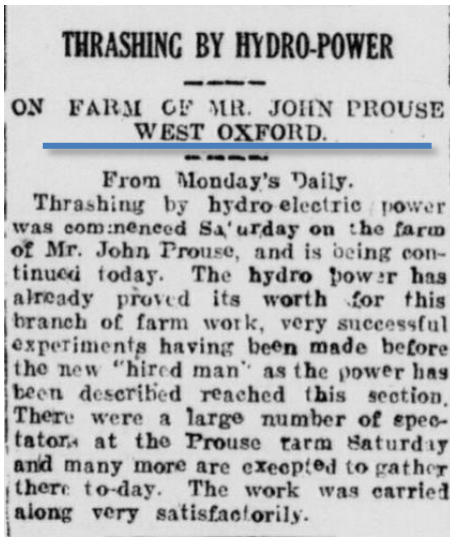 THRASHING BY HYDRO-POWER
ON FARM OF MR. JOHN PROUSE
WEST OXFORD.
From Monday's Daily.
Thrashing by hydro electric power
was commenced Sa'urday on the farm
of Mr. John Prouse, and is being con-
tinued today. The hydro power has
already proved its worth for this
branch of farm work, very successful
experiments having been made before
the new "hired man" as the power has
been described reached this section.
There were a large number of spec-
tators at the Prouse farm Saturday
and many more are execpted to gather
there to-day. The work was carried
along very satisfactorily.